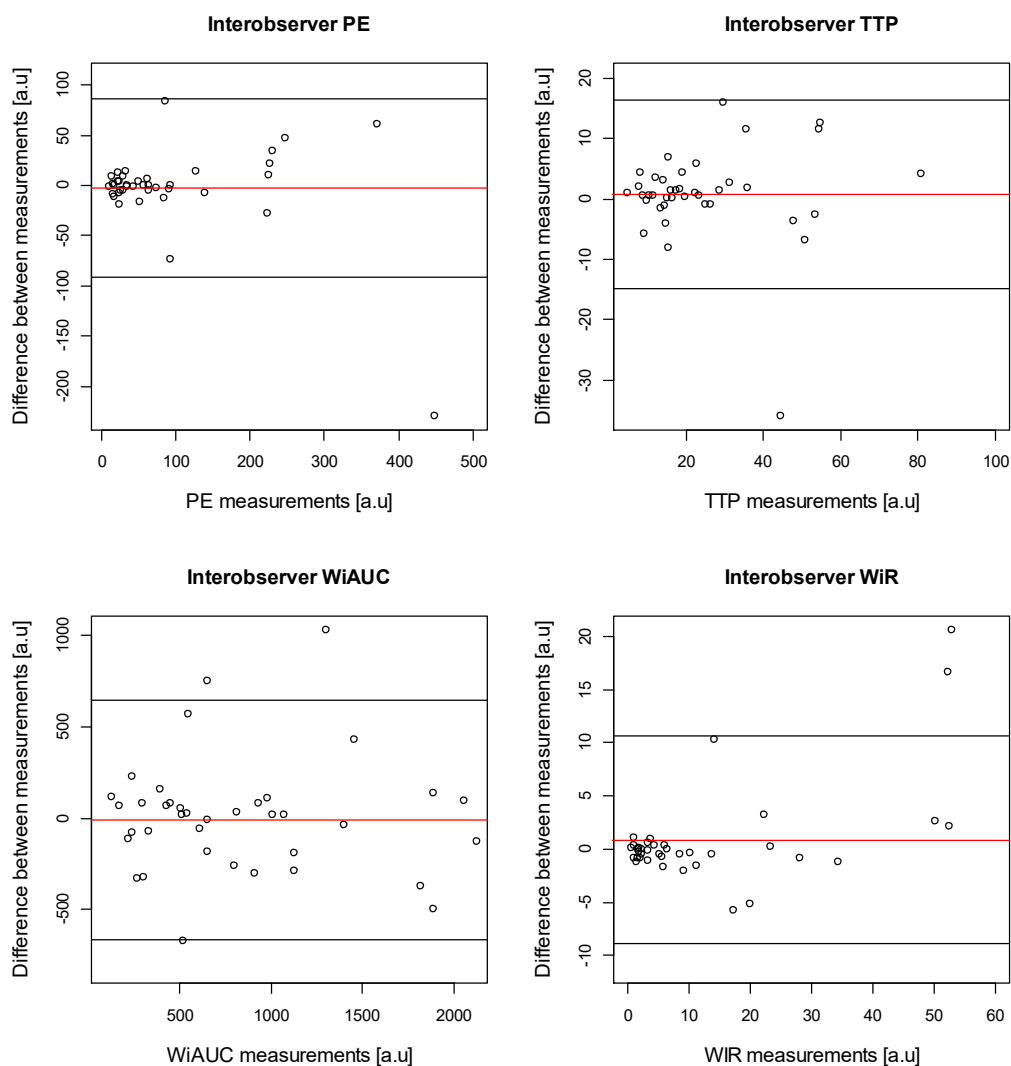 Interobserver PE
Difference between measurements [a.u]
100
50
0
-50
-100
-150
-200
0 100 200 300 400 500
PE measurements [a.u]
Interobserver TTP
Difference between measurements [a.u]
20
10
0
-10
-20
-30
20 40 60 80 100
TTP measurements [a.u]
Interobserver WiAUC
Difference between measurements [a.u]
1000
500
0
-500
500 1000 1500 2000
WiAUC measurements [a.u]
Interobserver WiR
Difference between measurements [a.u]
20
15
10
5
0
-5
-10
0 10 20 30 40 50 60
WIR measurements [a.u]